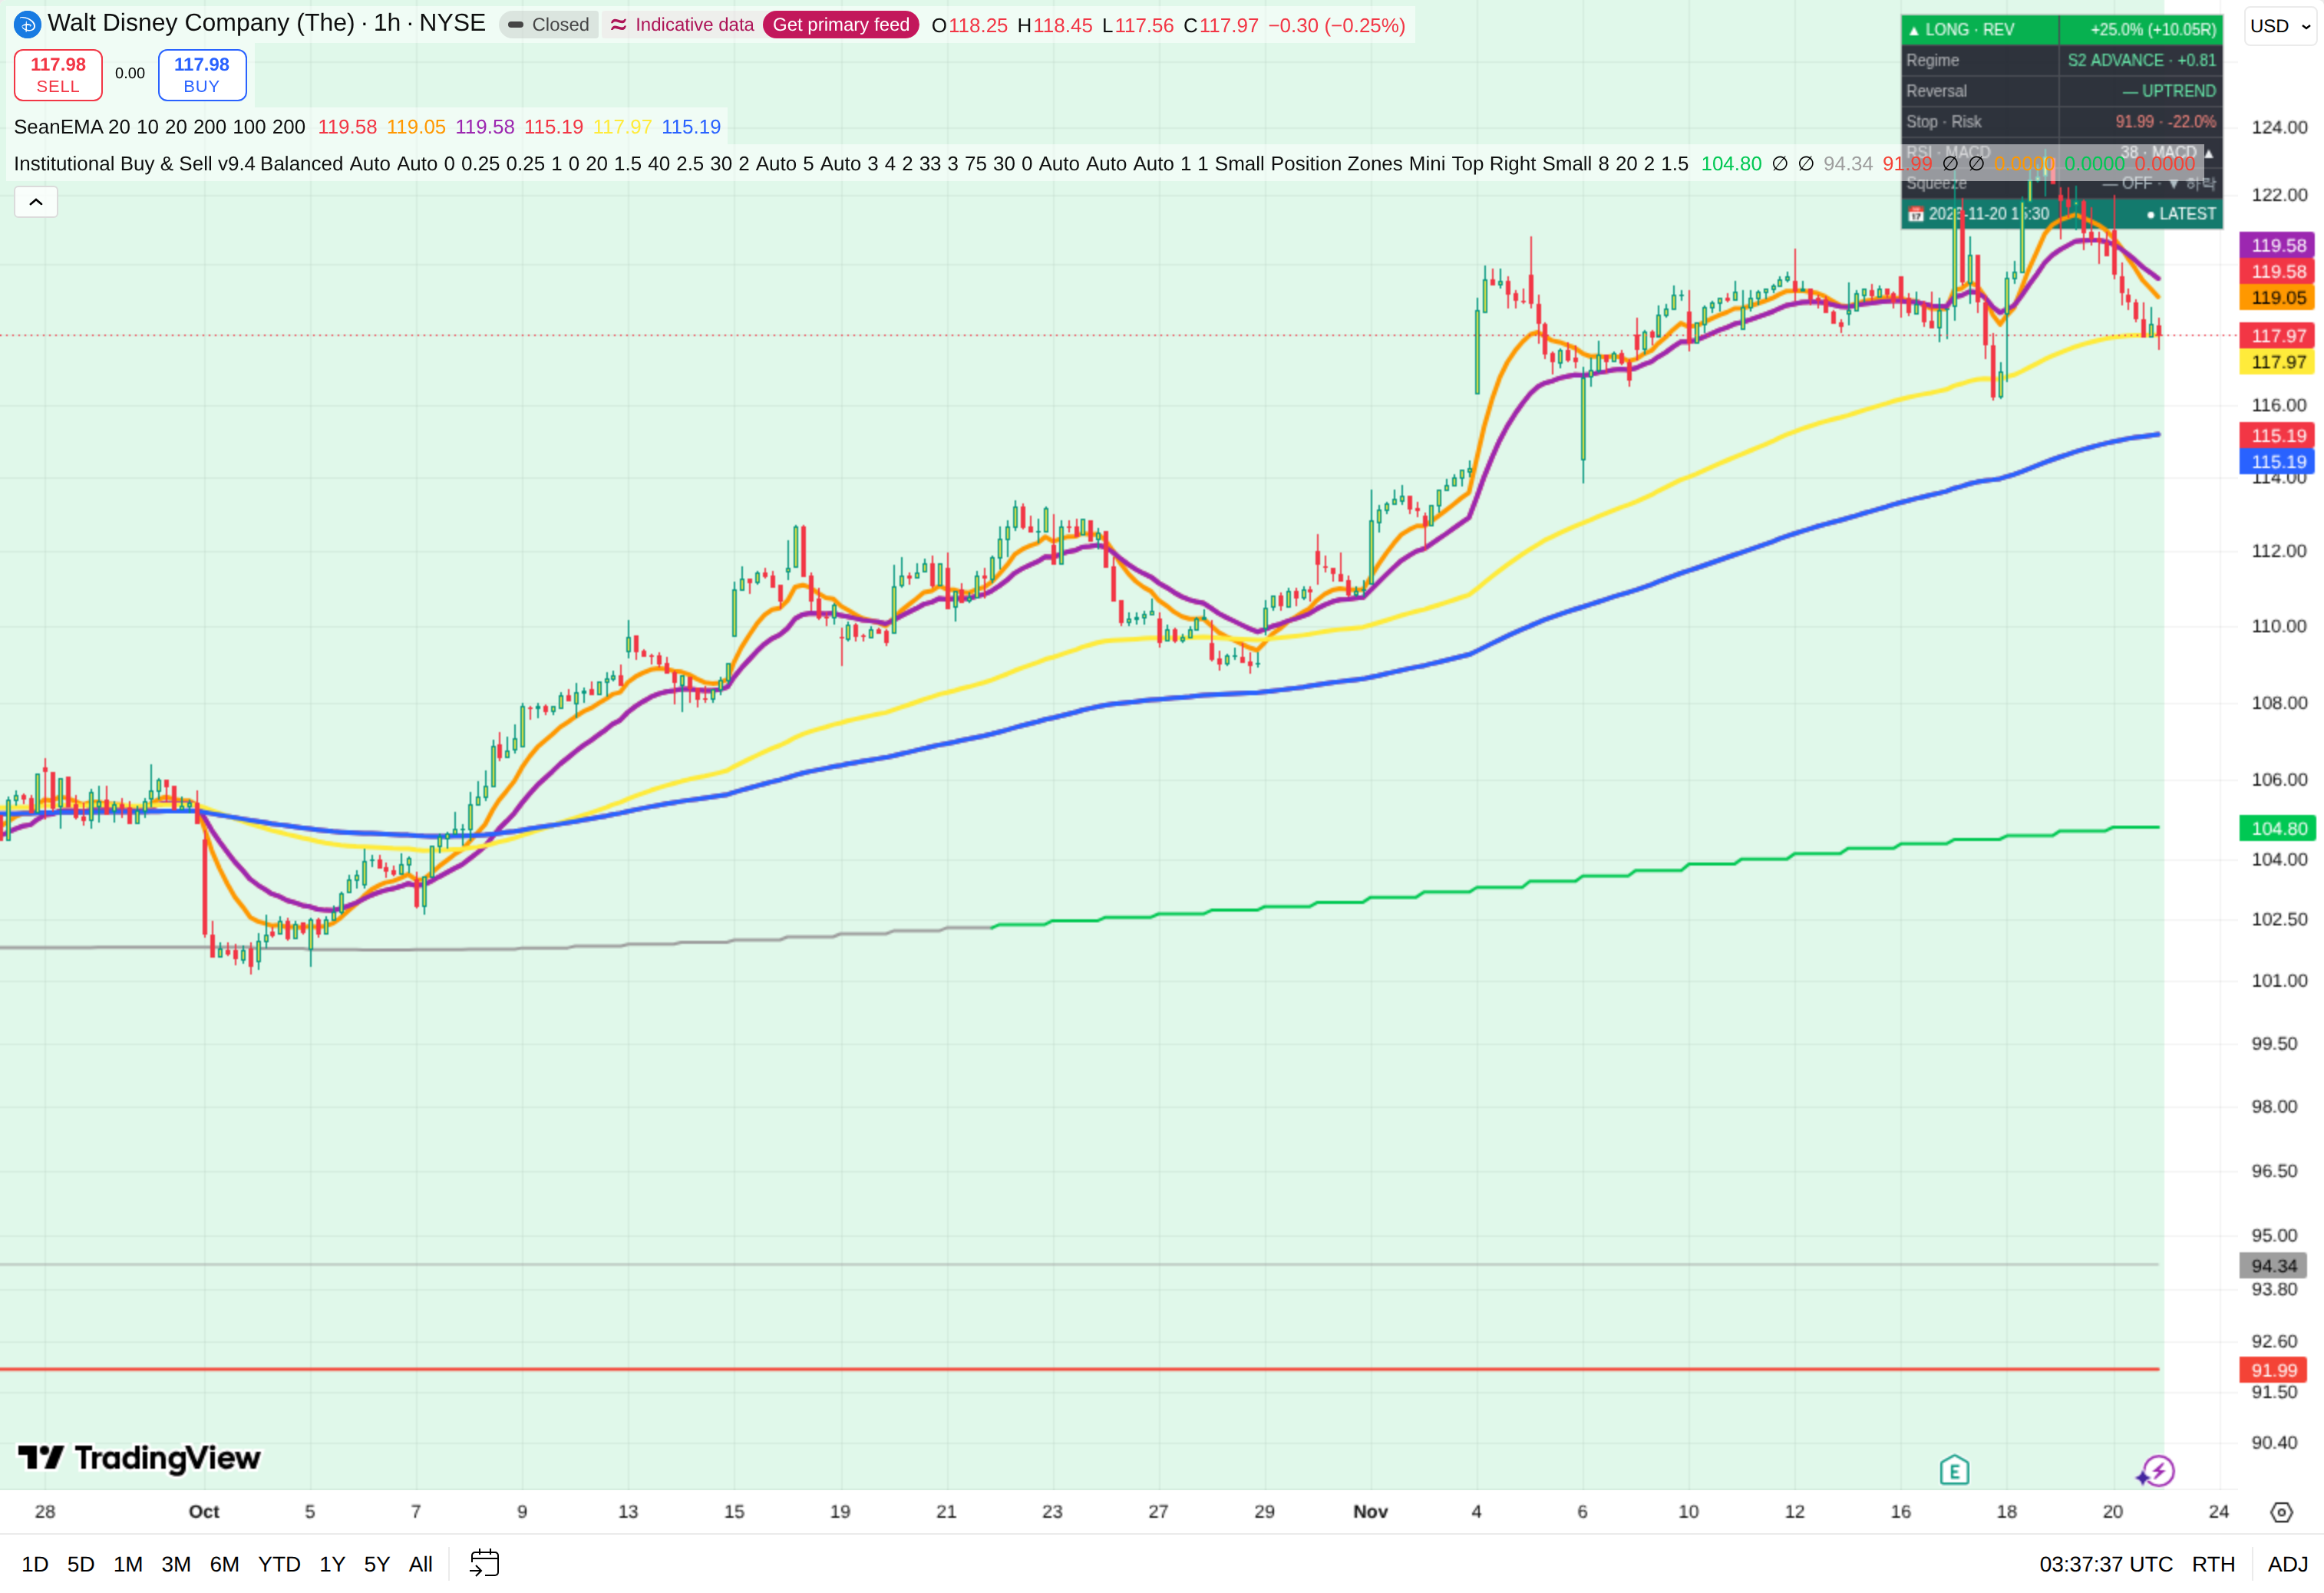 Walt Disney Company (The) · 1h · NYSE Closed Indicative data Get primary feed O118.25 H118.45 L117.56 C117.97 −0.30 (−0.25%)
117.98 SELL 0.00 117.98 BUY
SeanEMA 20 10 20 200 100 200 119.58 119.05 119.58 115.19 117.97 115.19
Institutional Buy & Sell v9.4 Balanced Auto Auto 0 0.25 0.25 1 0 20 1.5 40 2.5 30 2 Auto 5 Auto 3 4 2 33 3 75 30 0 Auto Auto Auto 1 1 Small Position Zones Mini Top Right Small 8 20 2 1.5 104.80 ∅ ∅ 94.34 91.99 ∅ ∅ 0.0000 0.0000 0.0000
▲ LONG · REV +25.0% (+10.05R)
Regime S2 ADVANCE · +0.81
Reversal — UPTREND
Stop · Risk 91.99 · -22.0%
RSI · MACD 38 · MACD ▲
Squeeze — OFF · ▼ 하락
-11-20 ● LATEST
USD
124.00
122.00
119.58
119.58
119.05
117.97
117.97
116.00
115.19
115.19
114.00
112.00
110.00
108.00
106.00
104.80
104.00
102.50
101.00
99.50
98.00
96.50
95.00
94.34
93.80
92.60
91.99
91.50
90.40
TradingView
E
28 Oct 5 7 9 13 15 19 21 23 27 29 Nov 4 6 10 12 16 18 20 24
1D 5D 1M 3M 6M YTD 1Y 5Y All 03:37:37 UTC RTH ADJ